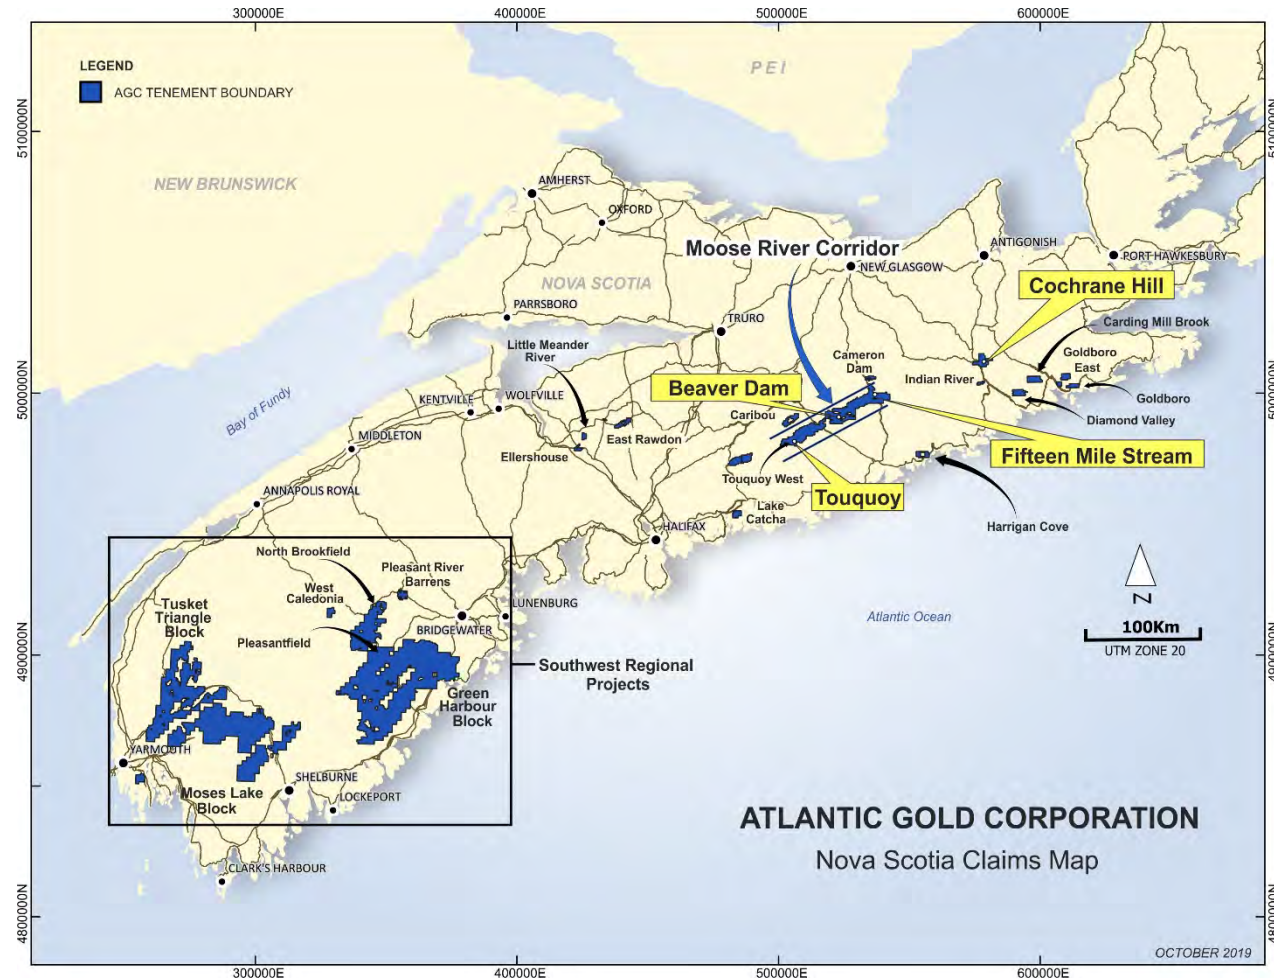 300000E
400000E
500000E
600000E
LEGEND
AGC TENEMENT BOUNDARY
PEI
5100000N
5100000N
NEW BRUNSWICK
AMHERST
OXFORD
Moose River Corridor
ANTIGONISH
NEW GLASGOW
PORT HAWKESBURY
NOVA SCOTIA
Cochrane Hill
PARRSBORO
TRURO
Carding Mill Brook
Little Meander
River
Cameron
Dam
Goldboro
East
Indian River
Beaver Dam
5000000N
5000000N
Bay of Fundy
KENTVILLE
WOLFVILLE
Goldboro
Caribou
Diamond Valley
MIDDLETON
East Rawdon
Ellershouse
Fifteen Mile Stream
Touquoy West
ANNAPOLIS ROYAL
Touquoy
Lake
Catcha
HALIFAX
Harrigan Cove
North Brookfield
Pleasant River
Barrens
West
Caledonia
Tusket
Triangle
Block
LUNENBURG
Atlantic Ocean
N
BRIDGEWATER
100Km
Pleasantfield
UTM ZONE 20
4900000N
4900000N
Southwest Regional
Projects
Green
Harbour
Block
YARMOUTH
SHELBURNE
Moses Lake
Block
LOCKEPORT
ATLANTIC GOLD CORPORATION
Nova Scotia Claims Map
CLARK'S HARBOUR
4800000N
4800000N
OCTOBER 2019
300000E
400000E
500000E
600000E